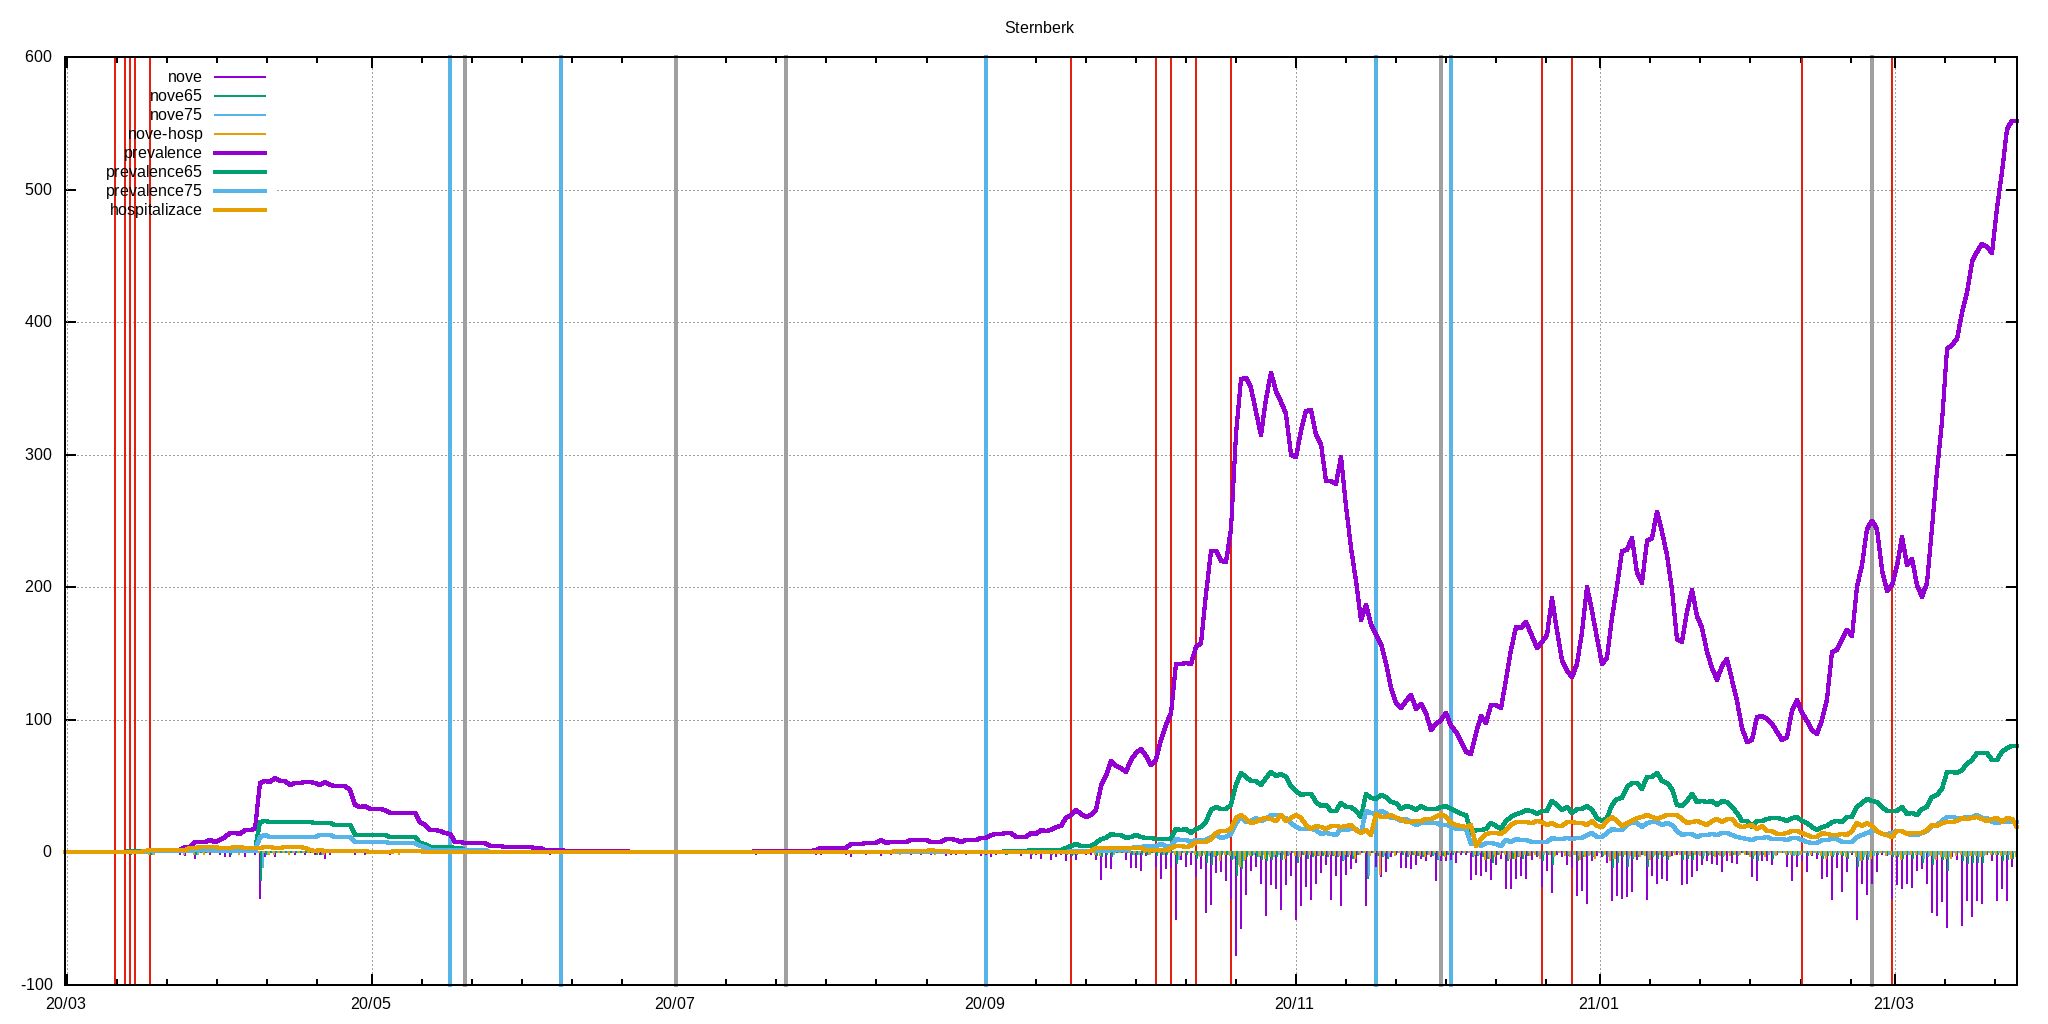 Sternberk
600
nove
nove65
nove75
nove-hosp
prevalence
prevalence65
prevalence75
hospitalizace
500
400
300
200
100
0
-100
20/03 20/05 20/07 20/09 20/11 21/01 21/03